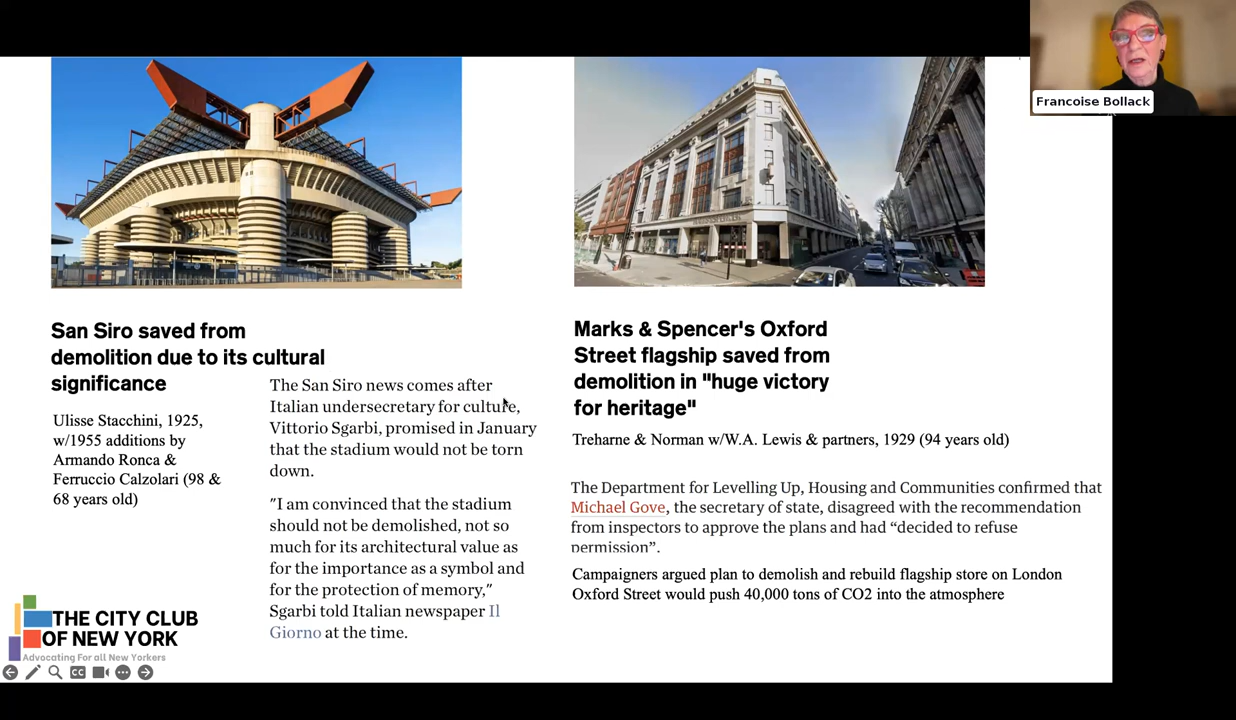 Francoise Bollack
San Siro saved from
demolition due to its cultural
significance
Ulisse Stacchini, 1925,
w/1955 additions by
Armando Ronca &
Ferruccio Calzolari (98 &
68 years old)
The San Siro news comes after
Italian undersecretary for culture,
Vittorio Sgarbi, promised in January
that the stadium would not be torn
down.
"I am convinced that the stadium
should not be demolished, not so
much for its architectural value as
for the importance as a symbol and
for the protection of memory,"
Sgarbi told Italian newspaper Il
Giorno at the time.
Marks & Spencer's Oxford
Street flagship saved from
demolition in "huge victory
for heritage"
Treharne & Norman w/W.A. Lewis & partners, 1929 (94 years old)
The Department for Levelling Up, Housing and Communities confirmed that
Michael Gove, the secretary of state, disagreed with the recommendation
from inspectors to approve the plans and had “decided to refuse
permission”.
Campaigners argued plan to demolish and rebuild flagship store on London
Oxford Street would push 40,000 tons of CO2 into the atmosphere
THE CITY CLUB
OF NEW YORK
Advocating For all New Yorkers
CC